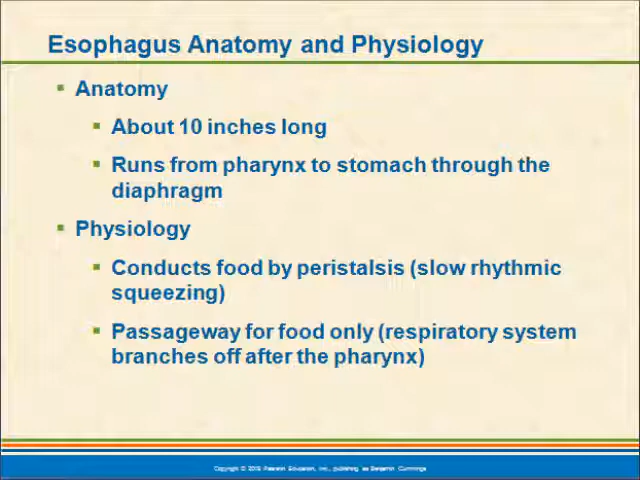 Esophagus Anatomy and Physiology
Anatomy
About 10 inches long
Runs from pharynx to stomach through the
diaphragm
Physiology
Conducts food by peristalsis (slow rhythmic
squeezing)
Passageway for food only (respiratory system
branches off after the pharynx)
Copyright © Pearson Education, Inc., publishing as Benjamin Cummings